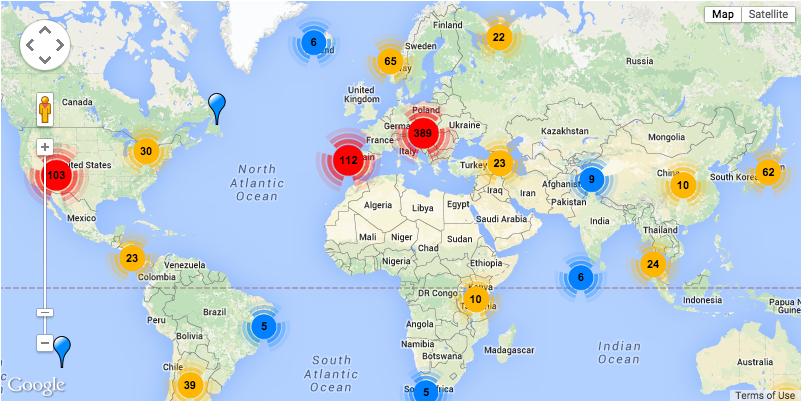 Map
Satellite
6
Finland
22
Sweden
65
Russia
Canada
United
Kingdom
Poland
389
Ukraine
Kazakhstan
Mongolia
France
Italy
30
112
Turkey
23
103
North
Atlantic
Ocean
9
China
10
South Korea
62
Iraq
Iran
Afghanistan
Pakistan
Algeria
Libya
Egypt
Saudi Arabia
India
Mexico
Mali
Niger
Chad
Sudan
Thailand
23
Venezuela
Colombia
Nigeria
Ethiopia
6
24
DR Congo
Kenya
10
Indonesia
Papua New
Guinea
Peru
Brazil
5
Angola
Bolivia
Namibia
Botswana
Madagascar
Indian
Ocean
South
Atlantic
Ocean
Chile
39
5
Australia
Google
Terms of Use